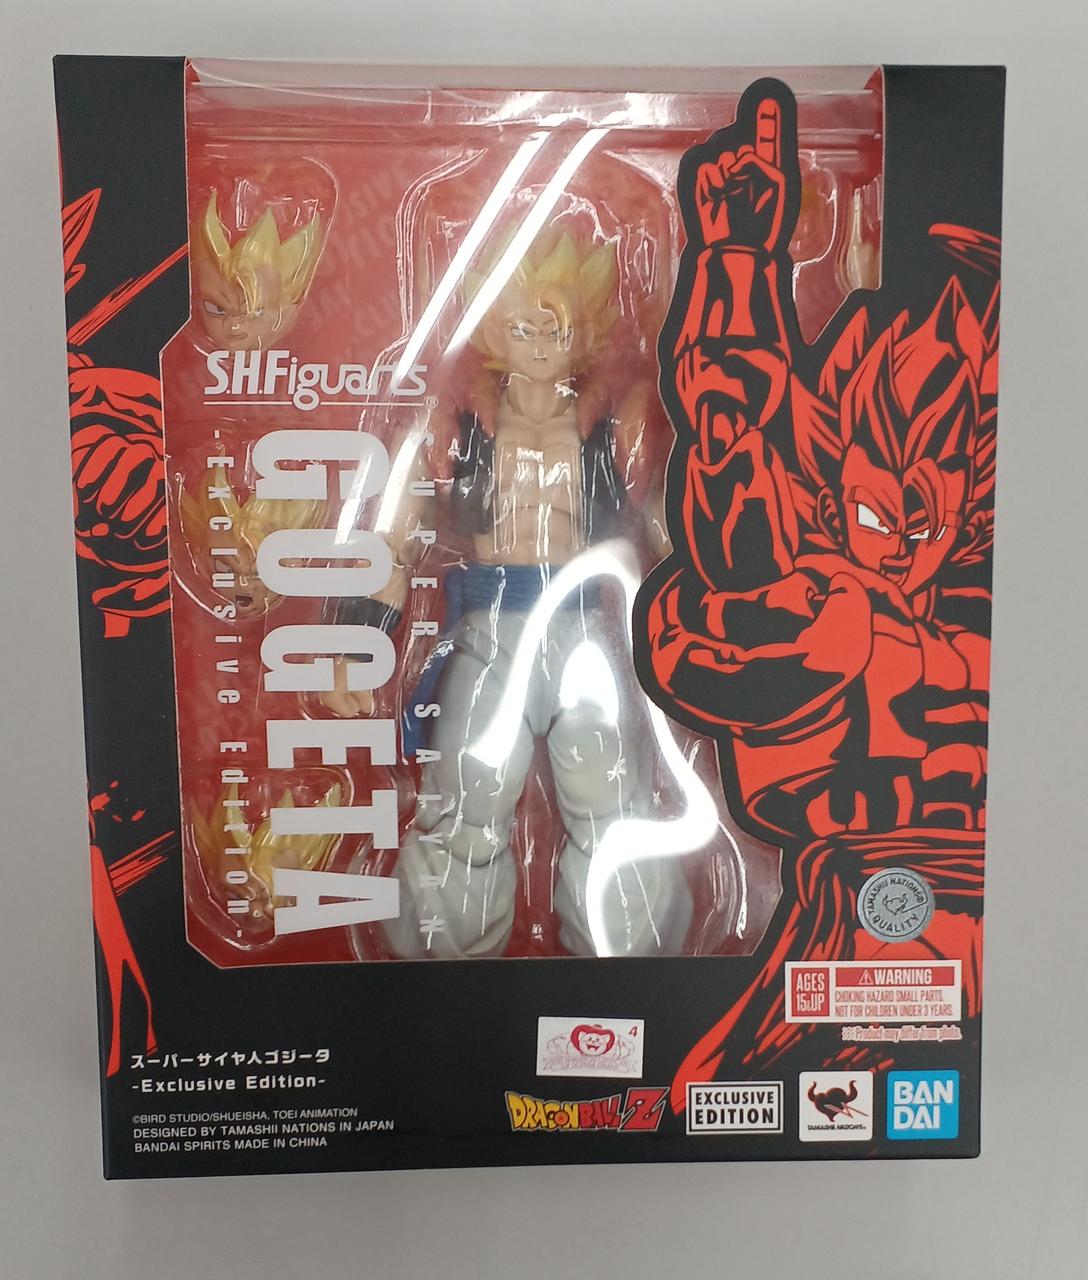 S.H.Figuarts®
SUPER SAIYAN
GOGETA
-Exclusive Edition-
TAMASHII NATIONS®
QUALITY
AGES
15&UP
⚠WARNING
CHOKING HAZARD SMALL PARTS.
NOT FOR CHILDREN UNDER 3 YEARS.
※Product may differ from photo.
4
スーパーサイヤ人ゴジータ
-Exclusive Edition-
©BIRD STUDIO/SHUEISHA, TOEI ANIMATION
DESIGNED BY TAMASHII NATIONS IN JAPAN
BANDAI SPIRITS MADE IN CHINA
DRAGON BALL Z
EXCLUSIVE
EDITION
TAMASHII NATIONS
BAN
DAI